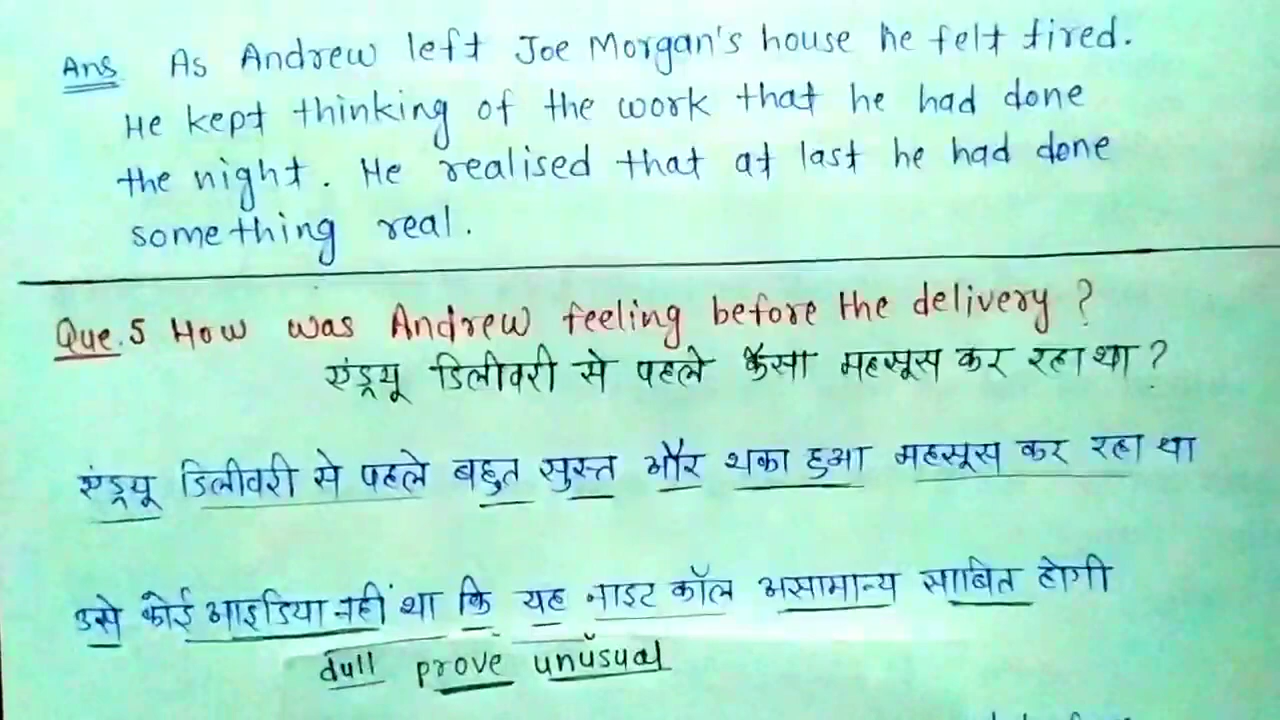 Ans As Andrew left Joe Morgan's house he felt tired.
He kept thinking of the work that he had done
the night. He realised that at last he had done
something real.
Que.5 How was Andrew feeling before the delivery ?
एंड्रयू डिलीवरी से पहले कैसा महसूस कर रहा था ?
एंड्रयू डिलीवरी से पहले बहुत सुस्त और थका हुआ महसूस कर रहा था
उसे कोई आइडिया नहीं था कि यह नाइट कॉल असामान्य साबित होगी
dull prove unusual